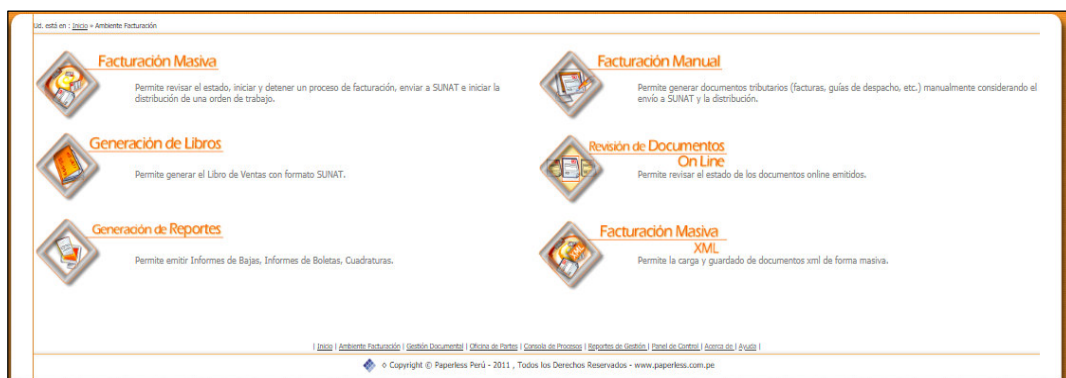 Ud. está en : Inicio » Ambiente Facturación
Facturación Masiva
Permite revisar el estado, iniciar y detener un proceso de facturación, enviar a SUNAT e iniciar la
distribución de una orden de trabajo.
Facturación Manual
Permite generar documentos tributarios (facturas, guías de despacho, etc.) manualmente considerando el
envío a SUNAT y la distribución.
Generación de Libros
Permite generar el Libro de Ventas con formato SUNAT.
Revisión de Documentos
On Line
Permite revisar el estado de los documentos online emitidos.
Generación de Reportes
Permite emitir Informes de Bajas, Informes de Boletas, Cuadraturas.
Facturación Masiva
XML
Permite la carga y guardado de documentos xml de forma masiva.
| Inicio | Ambiente Facturación | Gestión Documental | Oficina de Partes | Consola de Procesos | Reportes de Gestión | Panel de Control | Acerca de | Ayuda |
◊ Copyright © Paperless Perú - 2011 , Todos los Derechos Reservados - www.paperless.com.pe